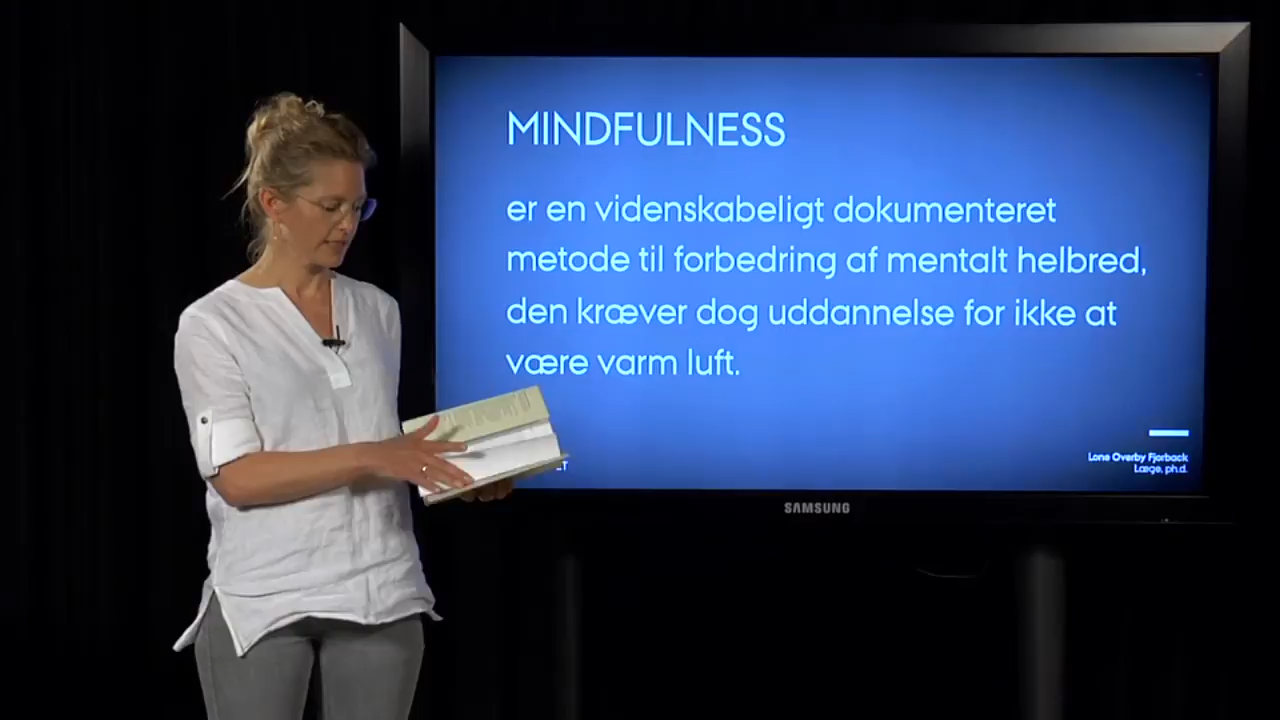 MINDFULNESS
er en videnskabeligt dokumenteret
metode til forbedring af mentalt helbred,
den kræver dog uddannelse for ikke at
være varm luft.
Lone Overby Fjorback
Læge, ph.d.
SAMSUNG